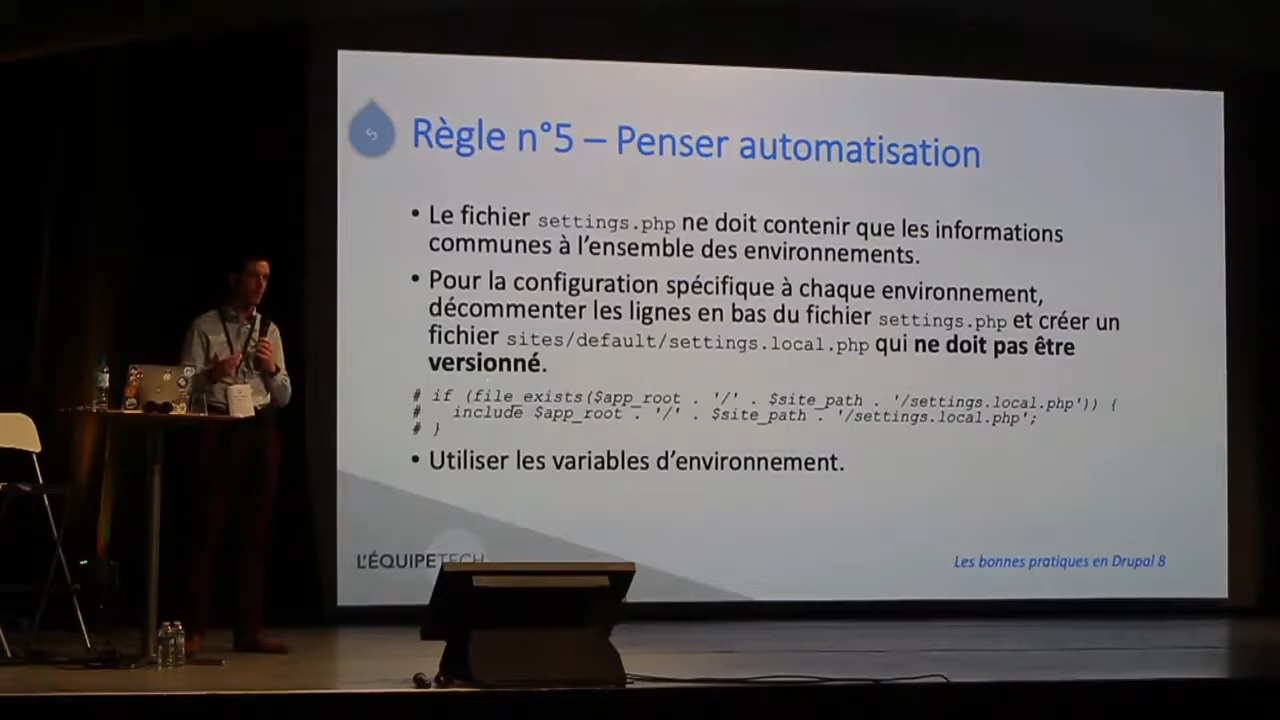 5
Règle n°5 – Penser automatisation
• Le fichier settings.php ne doit contenir que les informations
communes à l'ensemble des environnements.
• Pour la configuration spécifique à chaque environnement,
décommenter les lignes en bas du fichier settings.php et créer un
fichier sites/default/settings.local.php qui ne doit pas être
versionné.
# if (file_exists($app_root . '/' . $site_path . '/settings.local.php')) {
#   include $app_root . '/' . $site_path . '/settings.local.php';
# }
• Utiliser les variables d'environnement.
L'ÉQUIPETECH
Les bonnes pratiques en Drupal 8